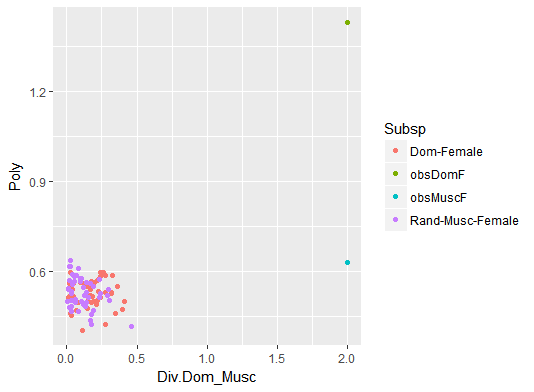 Poly
1.2
0.9
0.6
0.0 0.5 1.0 1.5 2.0
Div.Dom_Musc
Subsp
Dom-Female
obsDomF
obsMuscF
Rand-Musc-Female